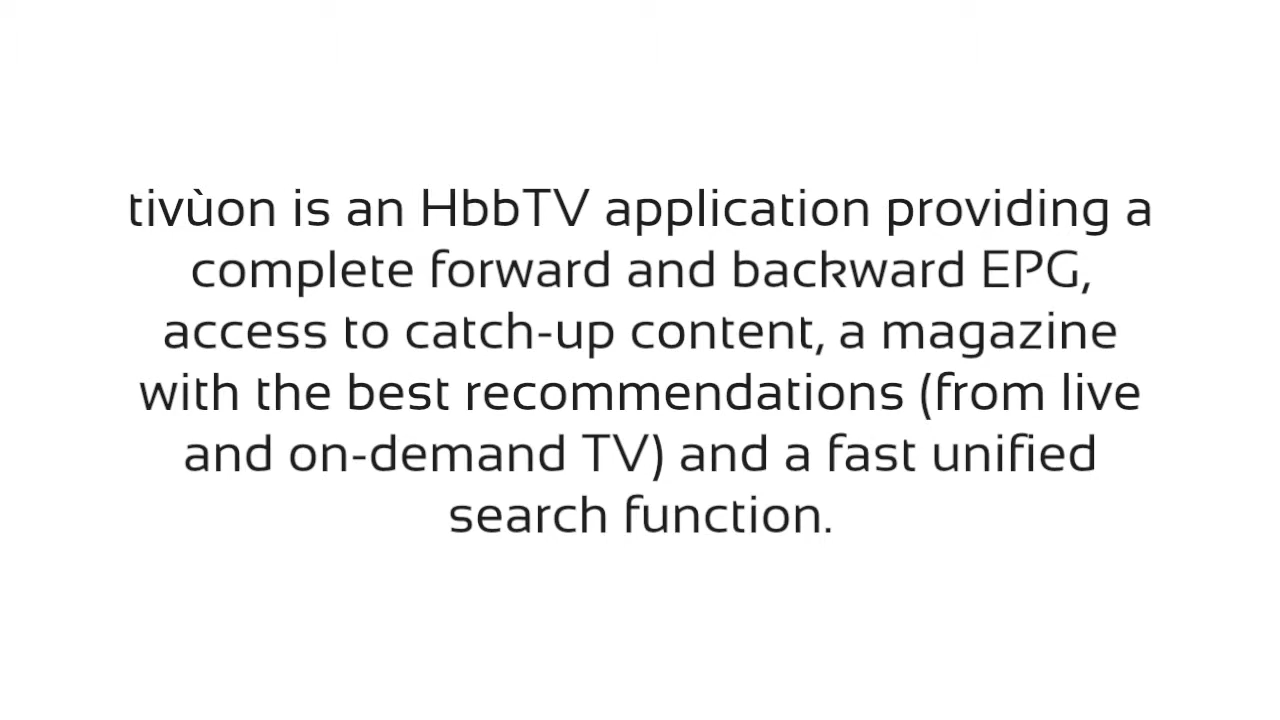 tivùon is an HbbTV application providing a
complete forward and backward EPG,
access to catch-up content, a magazine
with the best recommendations (from live
and on-demand TV) and a fast unified
search function.